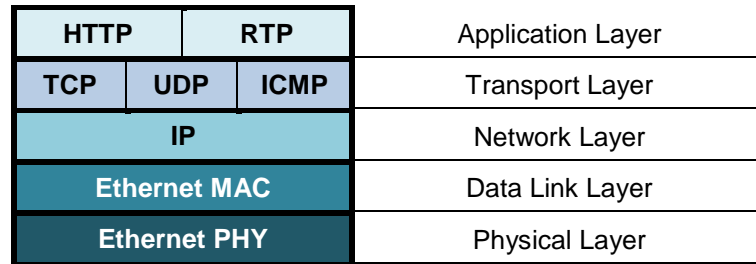 HTTP RTP Application Layer
TCP UDP ICMP Transport Layer
IP Network Layer
Ethernet MAC Data Link Layer
Ethernet PHY Physical Layer